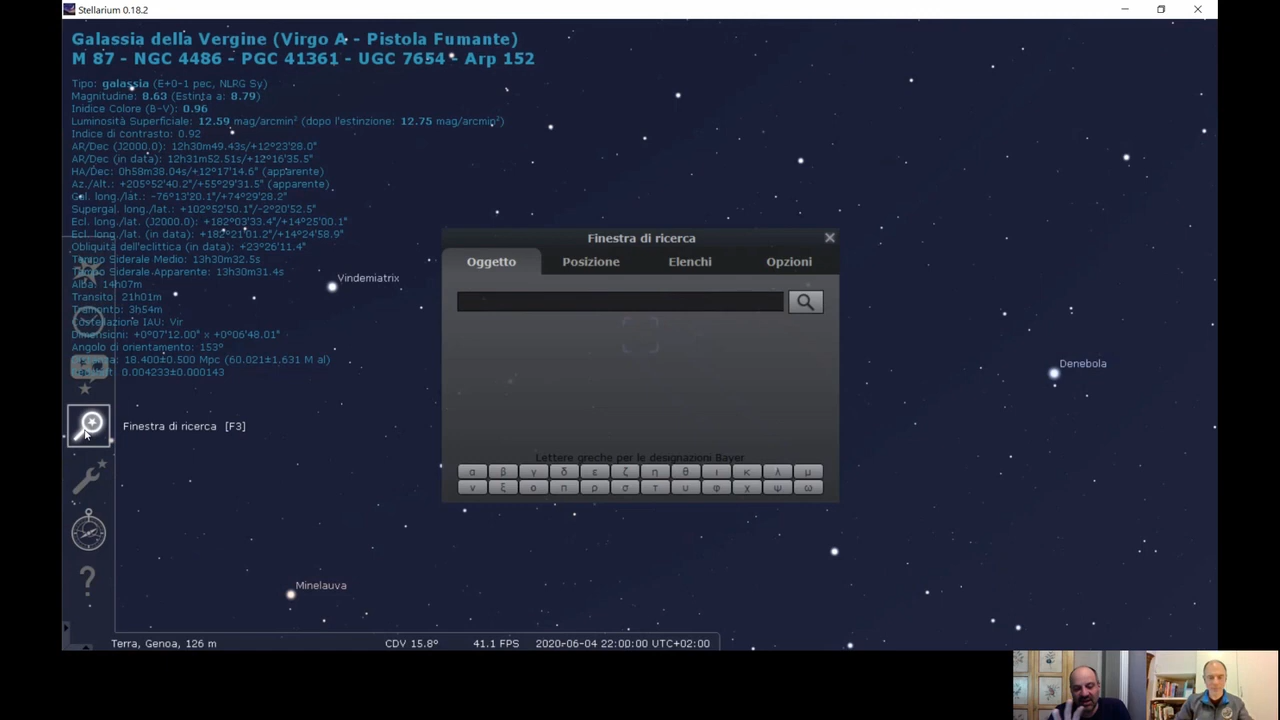 Stellarium 0.18.2
Galassia della Vergine (Virgo A - Pistola Fumante)
M 87 - NGC 4486 - PGC 41361 - UGC 7654 - Arp 152
Tipo: galassia (E+0-1 pec, NLRG Sy)
Magnitudine: 8.63 (Estinta a: 8.79)
Inidice Colore (B-V): 0.96
Luminosità Superficiale: 12.59 mag/arcmin² (dopo l'estinzione: 12.75 mag/arcmin²)
Indice di contrasto: 0.92
AR/Dec (J2000.0): 12h30m49.43s/+12°23'28.0"
AR/Dec (in data): 12h31m52.51s/+12°16'35.5"
HA/Dec: 0h58m38.04s/+12°17'14.6" (apparente)
Az./Alt.: +205°52'40.2"/+55°29'31.5" (apparente)
Gal. long./lat.: -76°13'20.1"/+74°29'28.2"
Supergal. long./lat.: +102°52'50.1"/-2°20'52.5"
Ecl. long./lat. (J2000.0): +182°03'33.4"/+14°25'00.1"
Ecl. long./lat. (in data): +182°21'01.2"/+14°24'58.9"
Obliquità dell'eclittica (in data): +23°26'11.4"
Tempo Siderale Medio: 13h30m32.5s
Tempo Siderale Apparente: 13h30m31.4s
Alba: 14h07m
Transito: 21h01m
Tramonto: 3h54m
Costellazione IAU: Vir
Dimensioni: +0°07'12.00" x +0°06'48.01"
Angolo di orientamento: 153°
18.400±0.500 Mpc (60.021±1.631 M al)
0.004233±0.000143
Vindemiatrix
Finestra di ricerca
Oggetto Posizione Elenchi Opzioni
Denebola
Finestra di ricerca [F3]
Lettere greche per le designazioni Bayer
α β γ δ ε ζ η θ ι κ λ μ
ν ξ ο π ρ σ τ υ φ χ ψ ω
Minelauva
Terra, Genoa, 126 m CDV 15.8° 41.1 FPS 2020-06-04 22:00:00 UTC+02:00